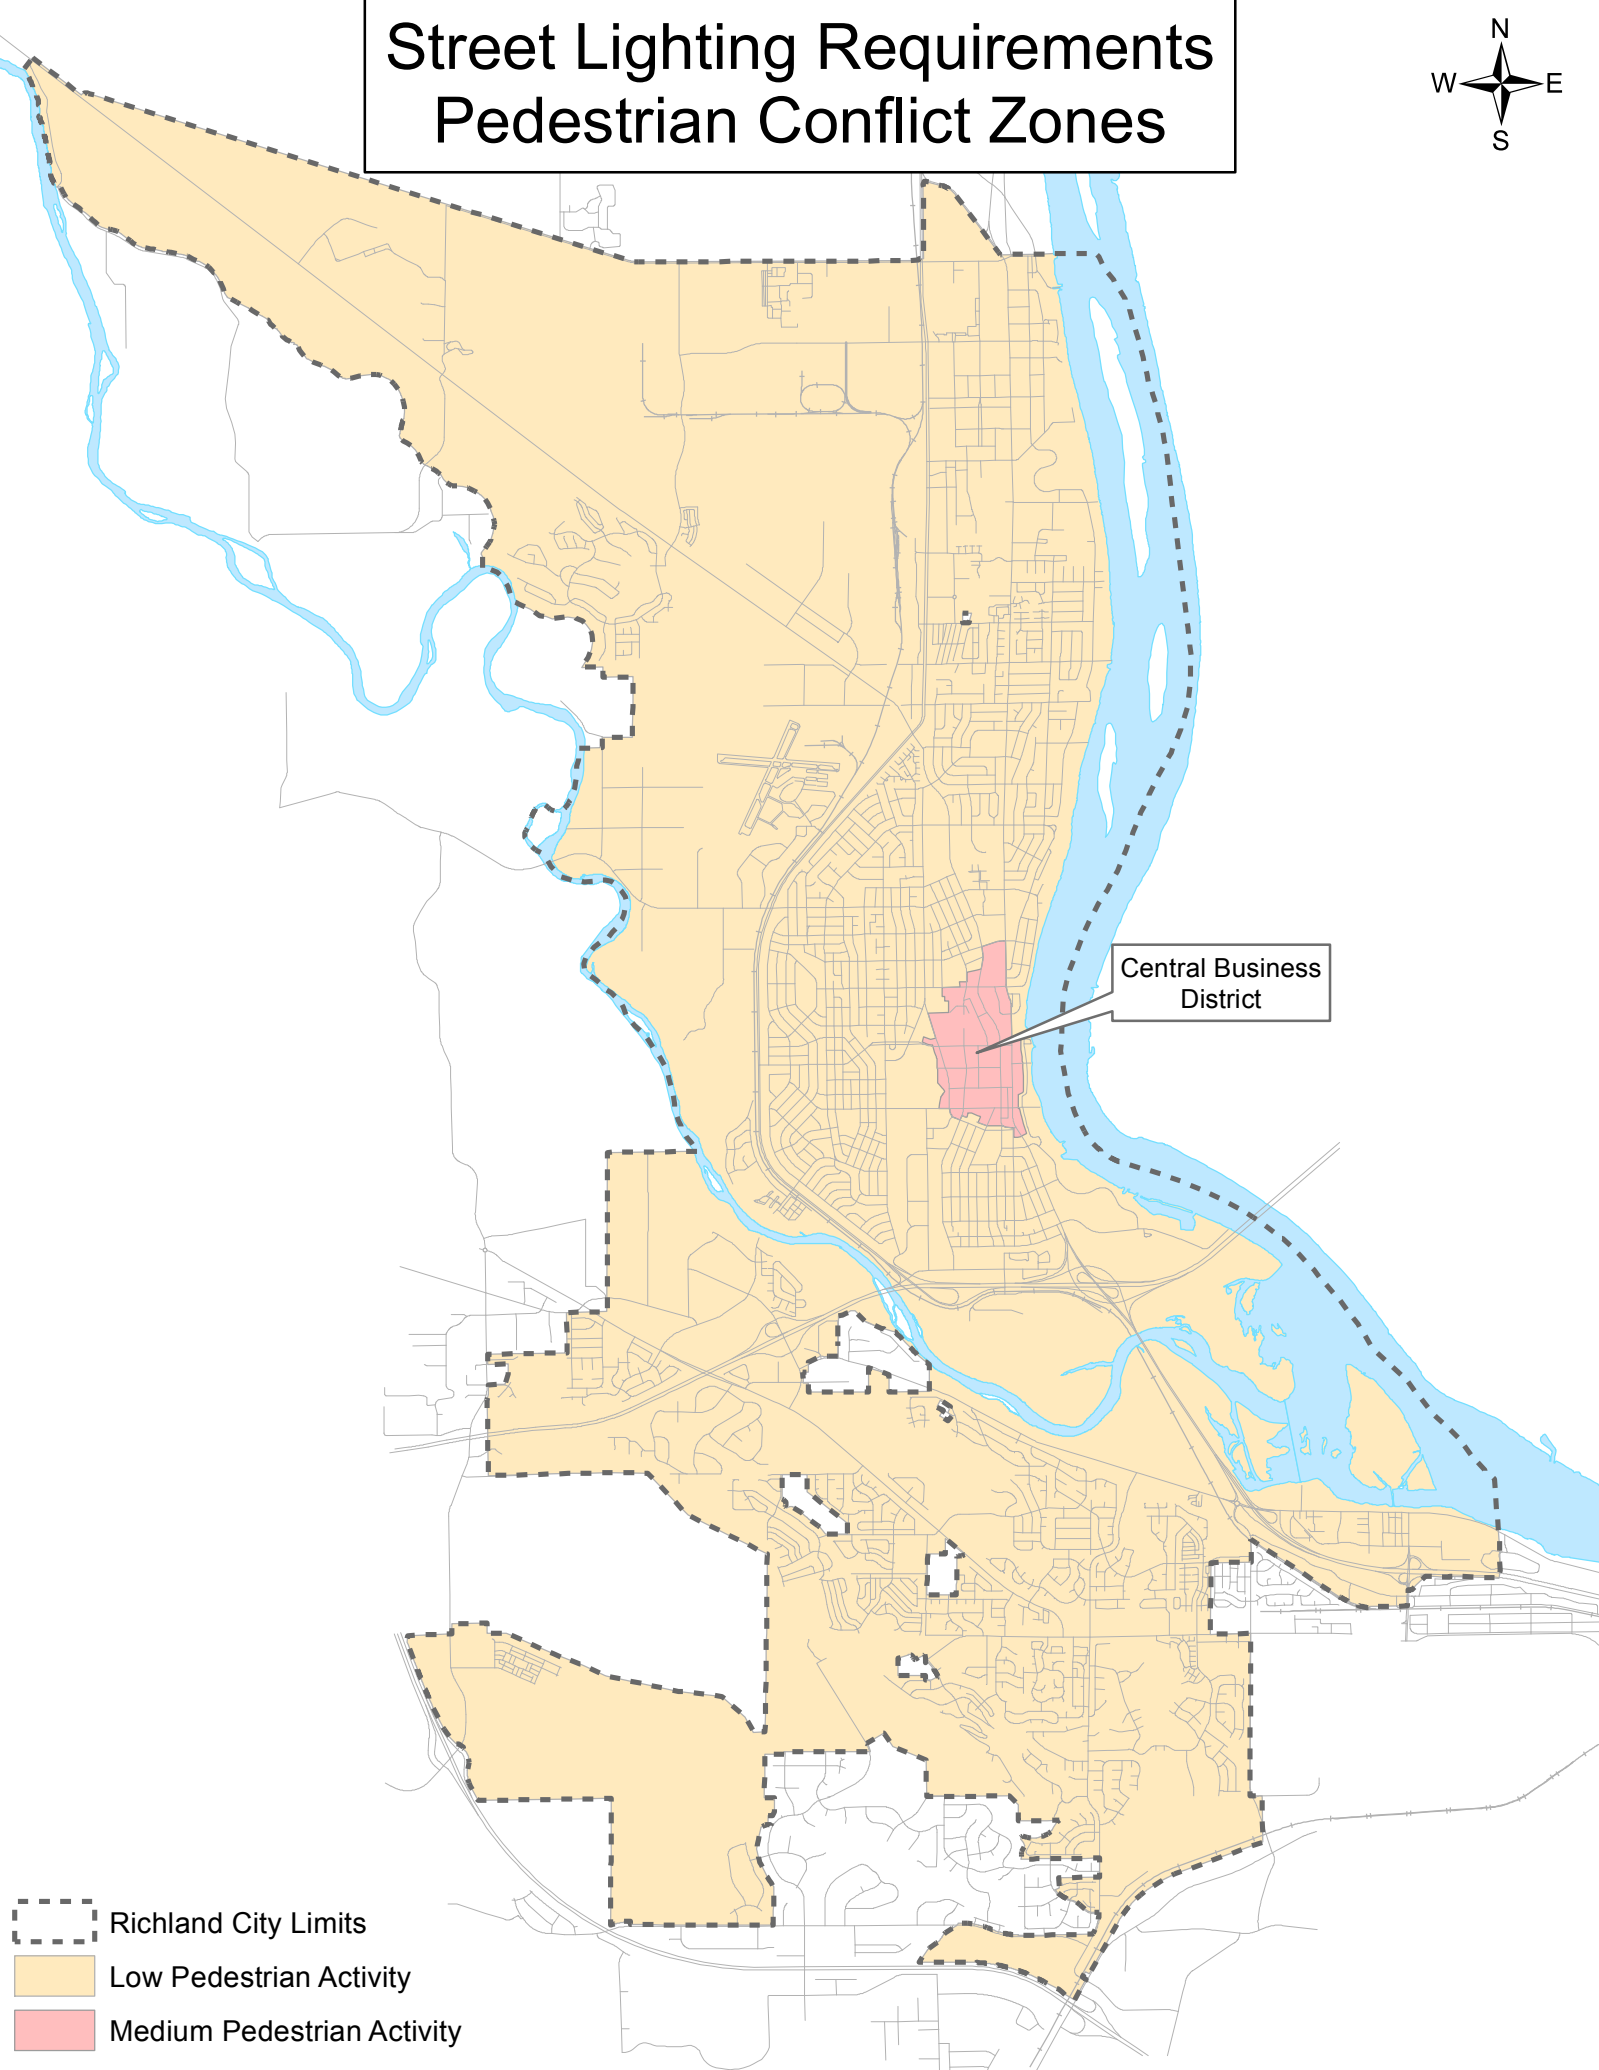 Street Lighting Requirements
Pedestrian Conflict Zones
N
W E
S
Central Business
District
Richland City Limits
Low Pedestrian Activity
Medium Pedestrian Activity